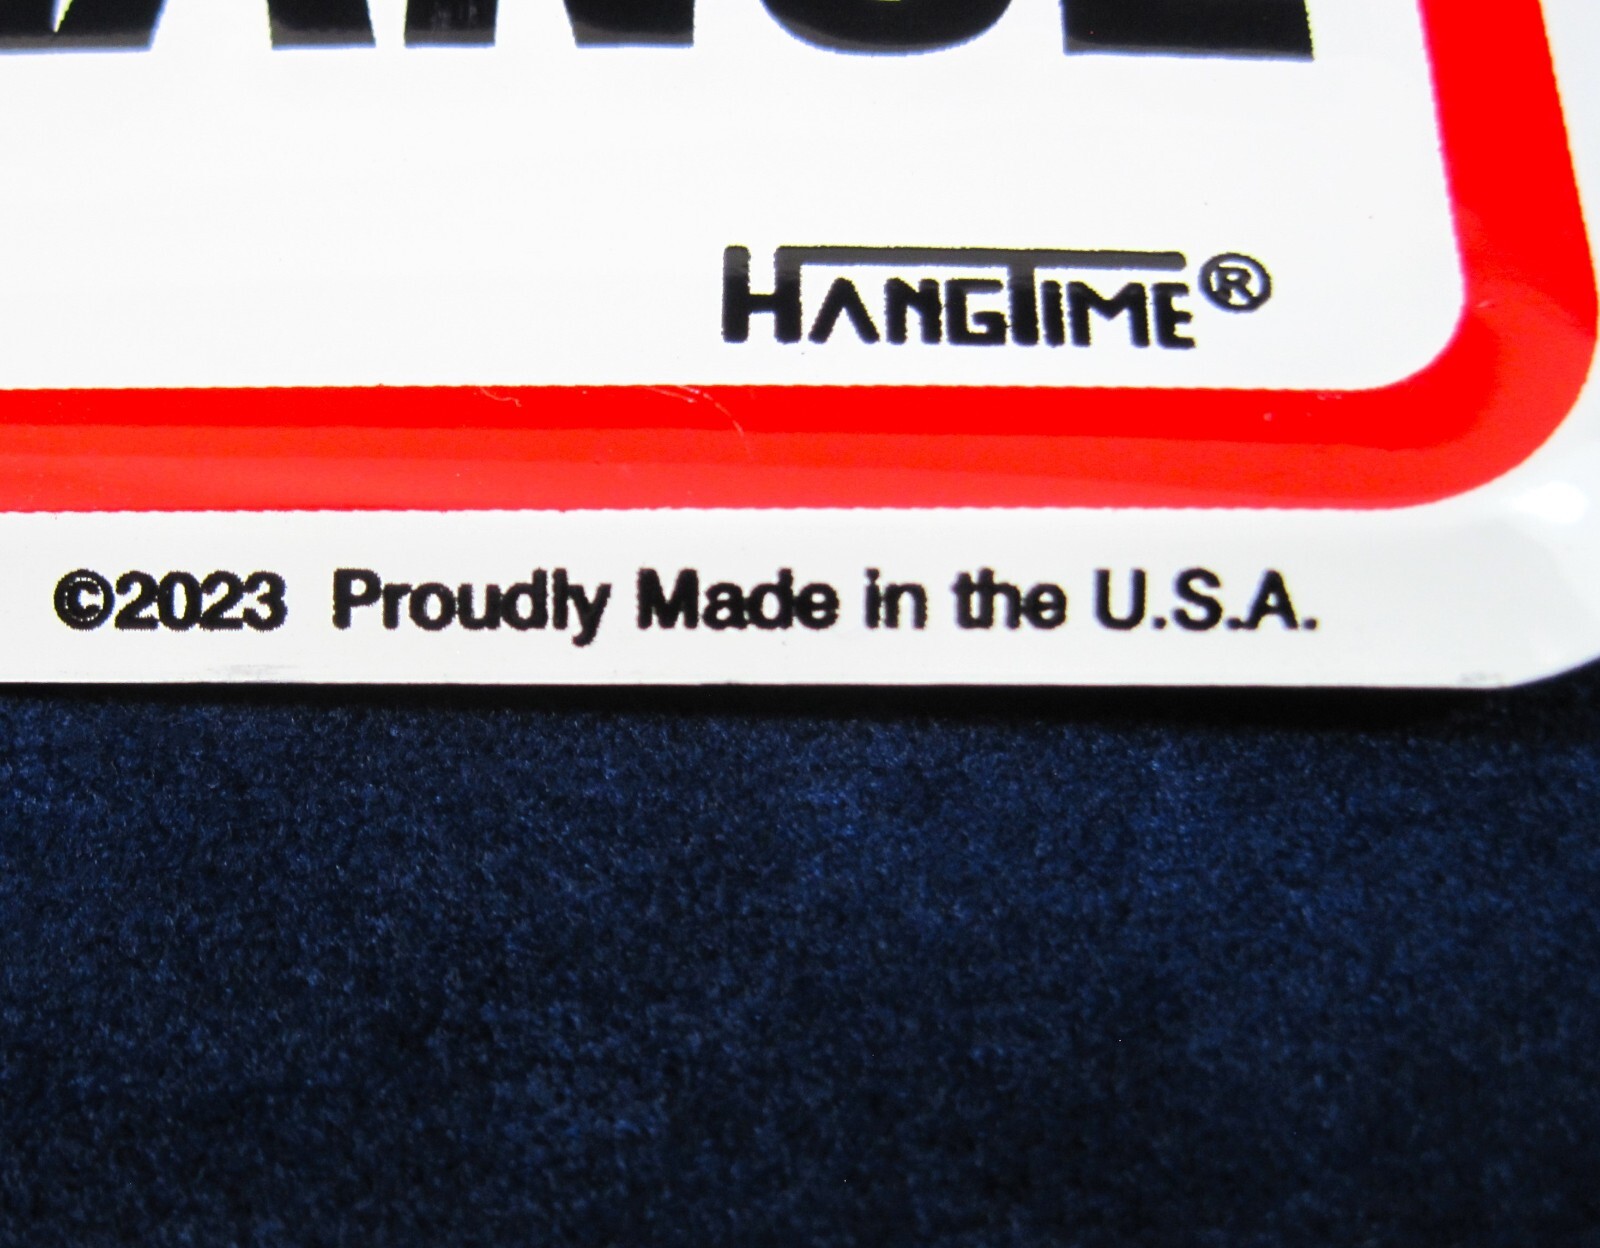 HANGTIME®
©2023 Proudly Made in the U.S.A.